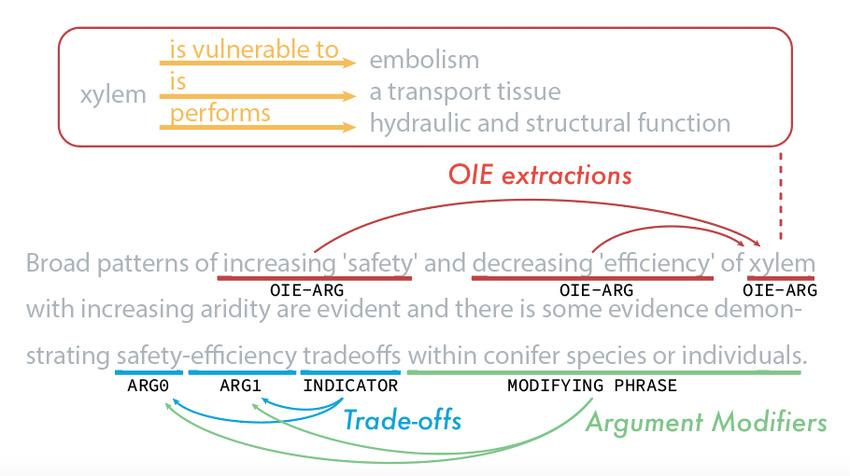 is vulnerable to
embolism
is
xylem
a transport tissue
performs
hydraulic and structural function
OIE extractions
Broad patterns of increasing 'safety' and decreasing 'efficiency' of xylem
OIE-ARG OIE-ARG OIE-ARG
with increasing aridity are evident and there is some evidence demon-
strating safety-efficiency tradeoffs within conifer species or individuals.
ARG0 ARG1 INDICATOR MODIFYING PHRASE
Trade-offs Argument Modifiers